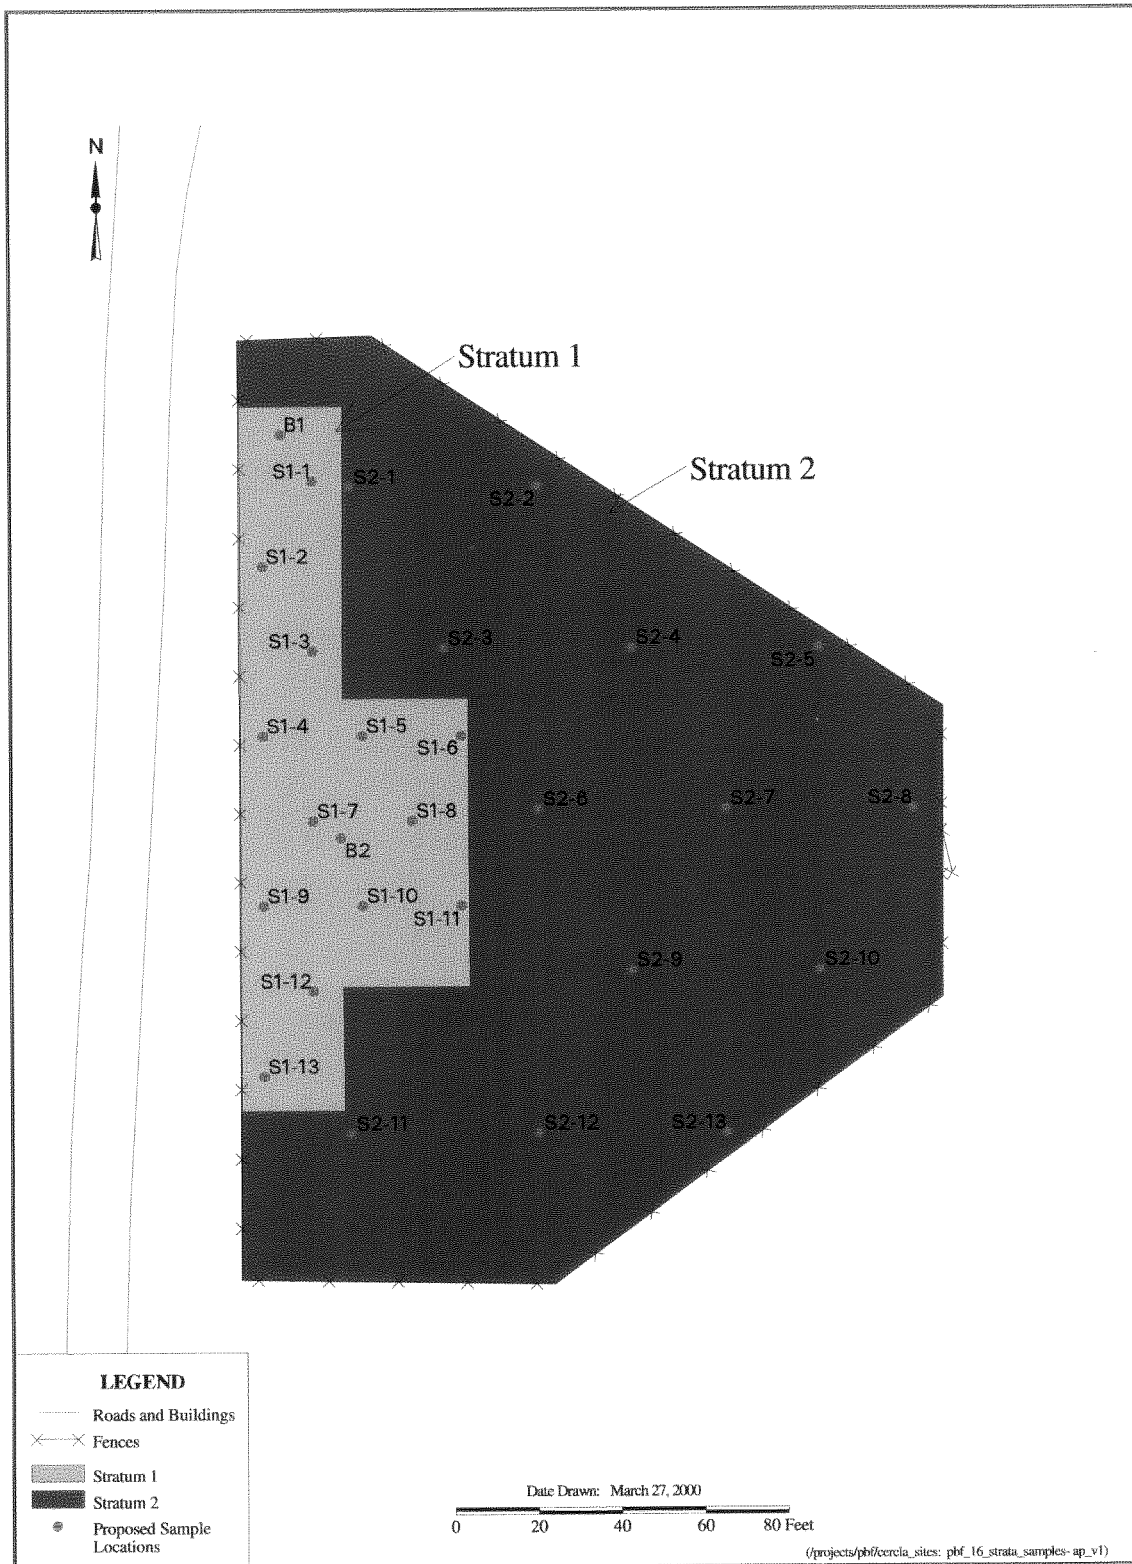 N
Stratum 1
B1
S1-1
S2-1
Stratum 2
S2-2
S1-2
S1-3
S2-3
S2-4
S2-5
S1-4
S1-5
S1-6
S1-7
S1-8
S2-6
S2-7
S2-8
B2
S1-9
S1-10
S1-11
S2-9
S2-10
S1-12
S1-13
S2-11
S2-12
S2-13
LEGEND
Roads and Buildings
Fences
Stratum 1
Stratum 2
Proposed Sample
Locations
Date Drawn: March 27, 2000
0 20 40 60 80 Feet
(/projects/pbf/cercla_sites: pbf_16_strata_samples-ap_v1)